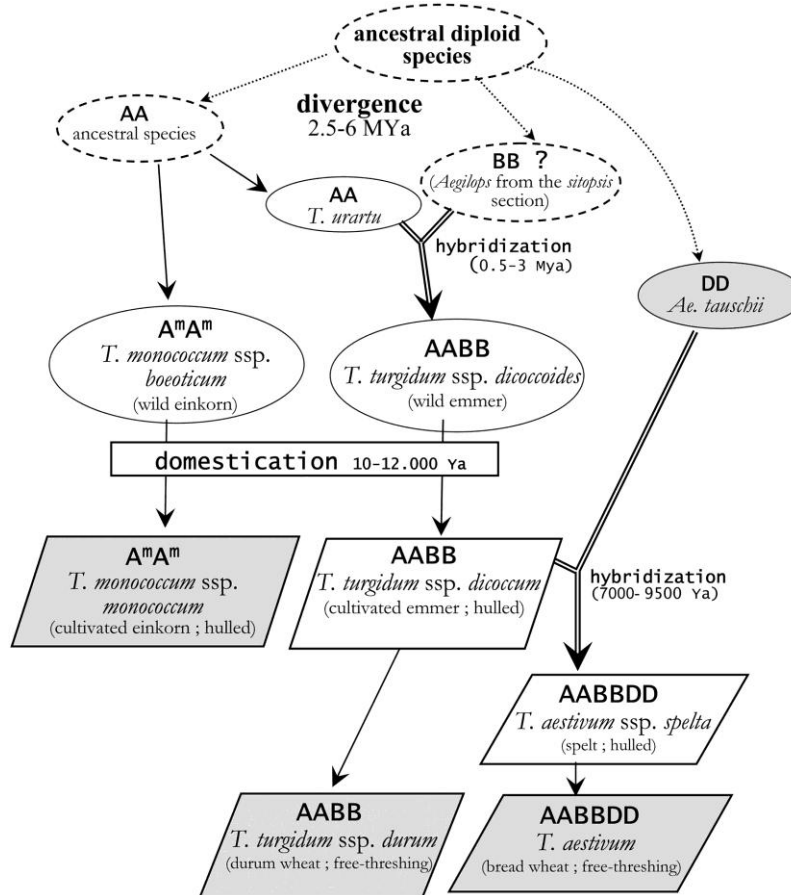 ancestral diploid
species
AA
ancestral species
divergence
2.5-6 MYa
BB ?
(Aegilops from the sitopsis
section)
AA
T. urartu
hybridization
(0.5-3 Mya)
DD
Ae. tauschii
AᵐAᵐ
T. monococcum ssp.
boeoticum
(wild einkorn)
AABB
T. turgidum ssp. dicoccoides
(wild emmer)
domestication 10-12.000 Ya
AᵐAᵐ
T. monococcum ssp.
monococcum
(cultivated einkorn ; hulled)
AABB
T. turgidum ssp. dicoccum
(cultivated emmer ; hulled)
hybridization
(7000-9500 Ya)
AABBDD
T. aestivum ssp. spelta
(spelt ; hulled)
AABB
T. turgidum ssp. durum
(durum wheat ; free-threshing)
AABBDD
T. aestivum
(bread wheat ; free-threshing)